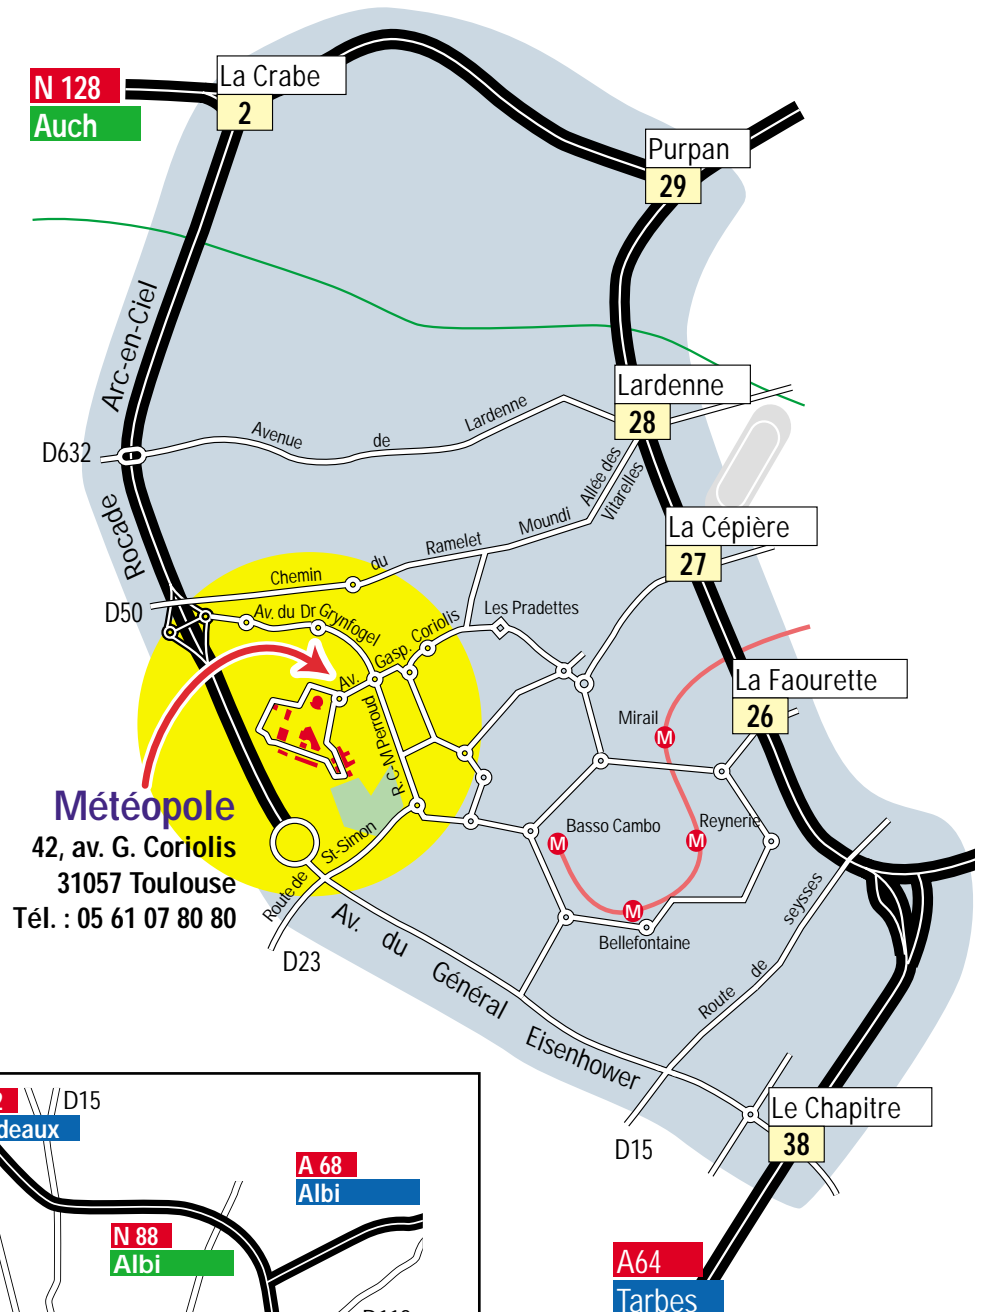 La Crabe
2
N 128
Auch
Purpan
29
Arc-en-Ciel
Rocade
Lardenne
28
D632
Avenue de Lardenne
Allée des
Vitarelles
La Cépière
27
Chemin du Ramelet Moundi
D50
Av. du Dr Grynfogel
Av. Gasp. Coriolis
Les Pradettes
La Faourette
26
Mirail
M
R. C-M Perroud
Météopole
42, av. G. Coriolis
31057 Toulouse
Tél. : 05 61 07 80 80
Basso Cambo
M
Reynerie
M
M
Bellefontaine
Route de St-Simon
D23
Av. du Général Eisenhower
Route de seysses
D15
Le Chapitre
38
A64
Tarbes
2
deaux
D15
A 68
Albi
N 88
Albi